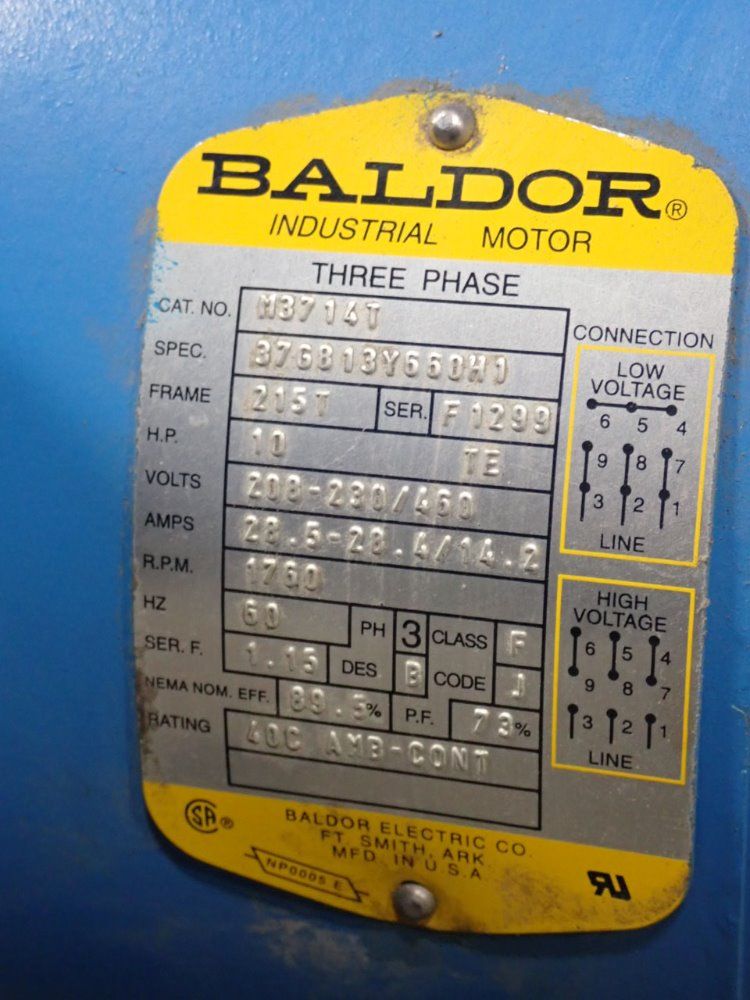 BALDOR®
INDUSTRIAL MOTOR
THREE PHASE
CAT. NO. M3714T
SPEC. 37GB13Y660H1
FRAME 215T SER. F1299
H.P. 10 TE
VOLTS 208-230/460
AMPS 28.5-28.4/14.2
R.P.M. 1760
HZ 60 PH 3 CLASS F
SER. F. 1.15 DES B CODE J
NEMA NOM. EFF. 89.5% P.F. 73%
RATING 40C AMB-CONT
CONNECTION
LOW
VOLTAGE
6 5 4
9 8 7
3 2 1
LINE
HIGH
VOLTAGE
6 5 4
9 8 7
3 2 1
LINE
SA®
BALDOR ELECTRIC CO.
FT. SMITH, ARK.
MFD. IN U.S.A
NP0005 E
RU